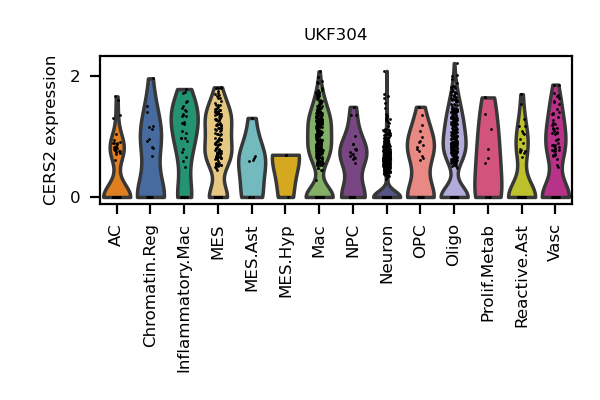 UKF304
CERS2 expression
2
0
AC
Chromatin.Reg
Inflammatory.Mac
MES
MES.Ast
MES.Hyp
Mac
NPC
Neuron
OPC
Oligo
Prolif.Metab
Reactive.Ast
Vasc